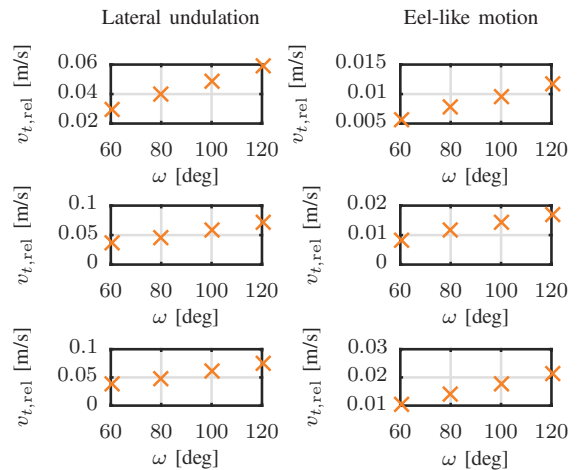 Lateral undulation
Eel-like motion
v_{t,rel} [m/s]
0.06
0.04
0.02
60 80 100 120
ω [deg]
v_{t,rel} [m/s]
0.015
0.01
0.005
60 80 100 120
ω [deg]
v_{t,rel} [m/s]
0.1
0.05
0
60 80 100 120
ω [deg]
v_{t,rel} [m/s]
0.02
0.01
0
60 80 100 120
ω [deg]
v_{t,rel} [m/s]
0.1
0.05
0
60 80 100 120
ω [deg]
v_{t,rel} [m/s]
0.03
0.02
0.01
60 80 100 120
ω [deg]